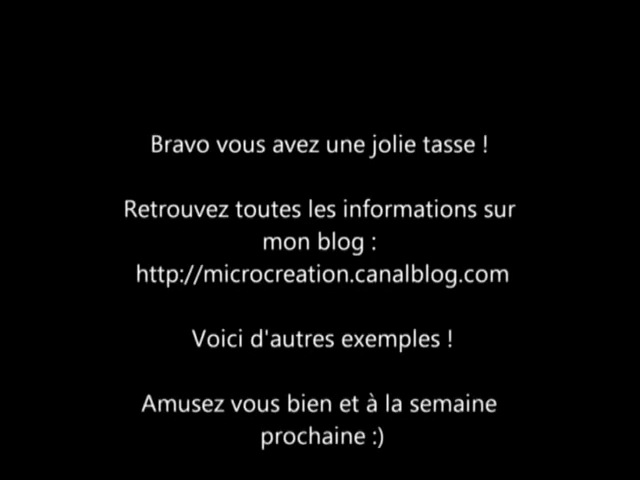 Bravo vous avez une jolie tasse !
Retrouvez toutes les informations sur
mon blog :
http://microcreation.canalblog.com
Voici d'autres exemples !
Amusez vous bien et à la semaine
prochaine :)